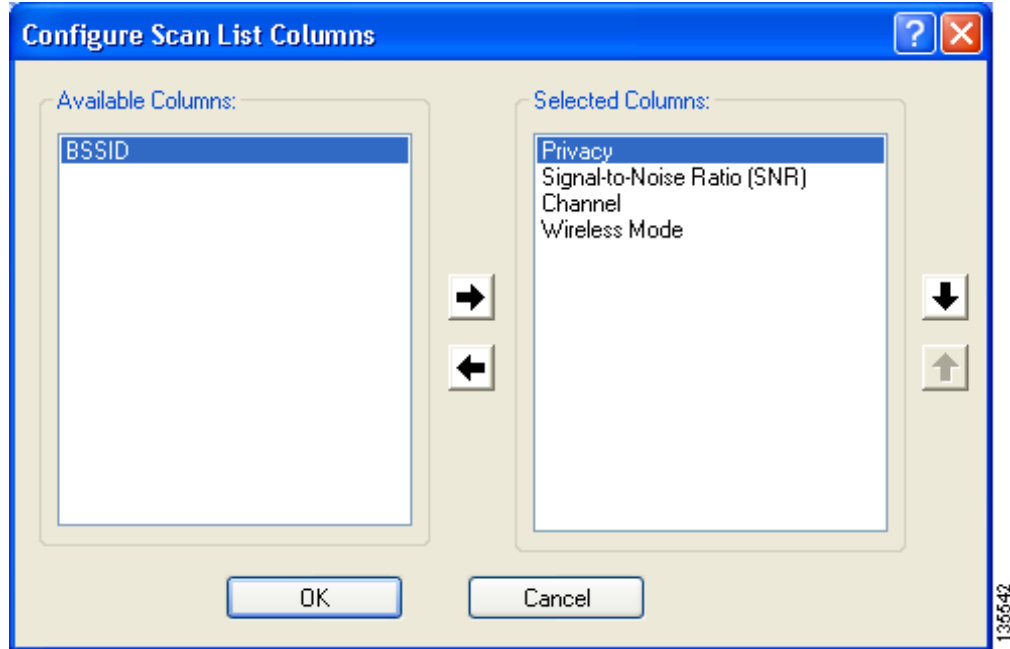 Configure Scan List Columns
?
Available Columns:
BSSID
Selected Columns:
Privacy
Signal-to-Noise Ratio (SNR)
Channel
Wireless Mode
OK
Cancel
135542